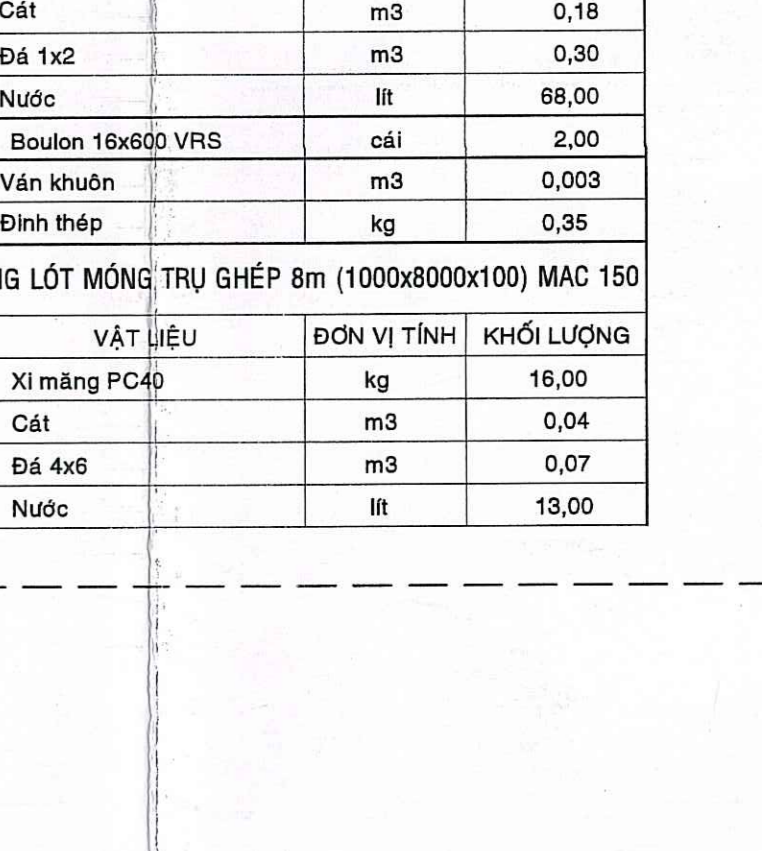 Cát m3 0,18
Đá 1x2 m3 0,30
Nước lít 68,00
Boulon 16x600 VRS cái 2,00
Ván khuôn m3 0,003
Đinh thép kg 0,35
LÓT MÓNG TRỤ GHÉP 8m (1000x8000x100) MAC 150
VẬT LIỆU ĐƠN VỊ TÍNH KHỐI LƯỢNG
Xi măng PC40 kg 16,00
Cát m3 0,04
Đá 4x6 m3 0,07
Nước lít 13,00